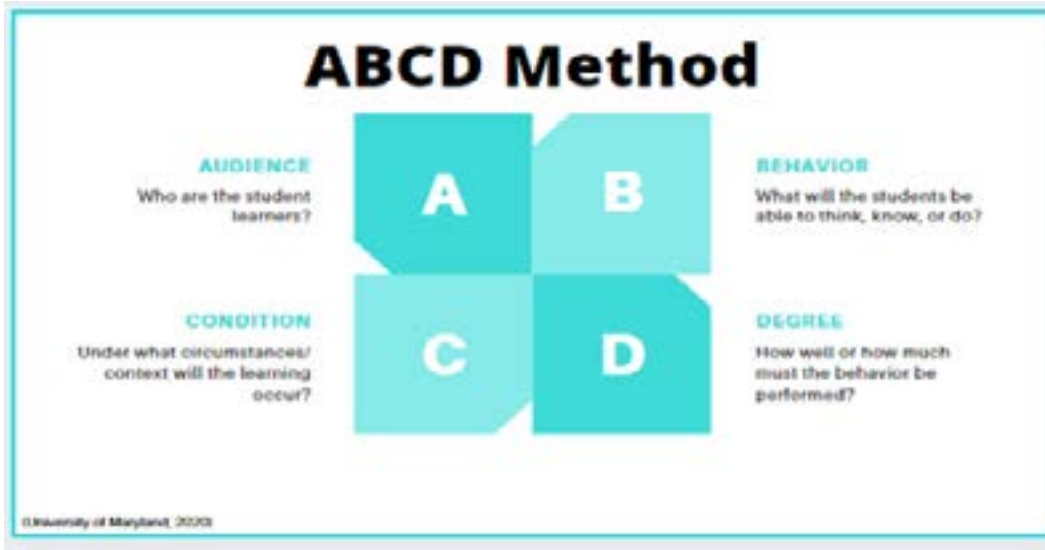 ABCD Method
A
B
AUDIENCE
Who are the student
learners?
BEHAVIOR
What will the students be
able to think, know, or do?
C
D
CONDITION
Under what circumstances/
context will the learning
occur?
DEGREE
How well or how much
must the behavior be
performed?
(University of Maryland, 2020)